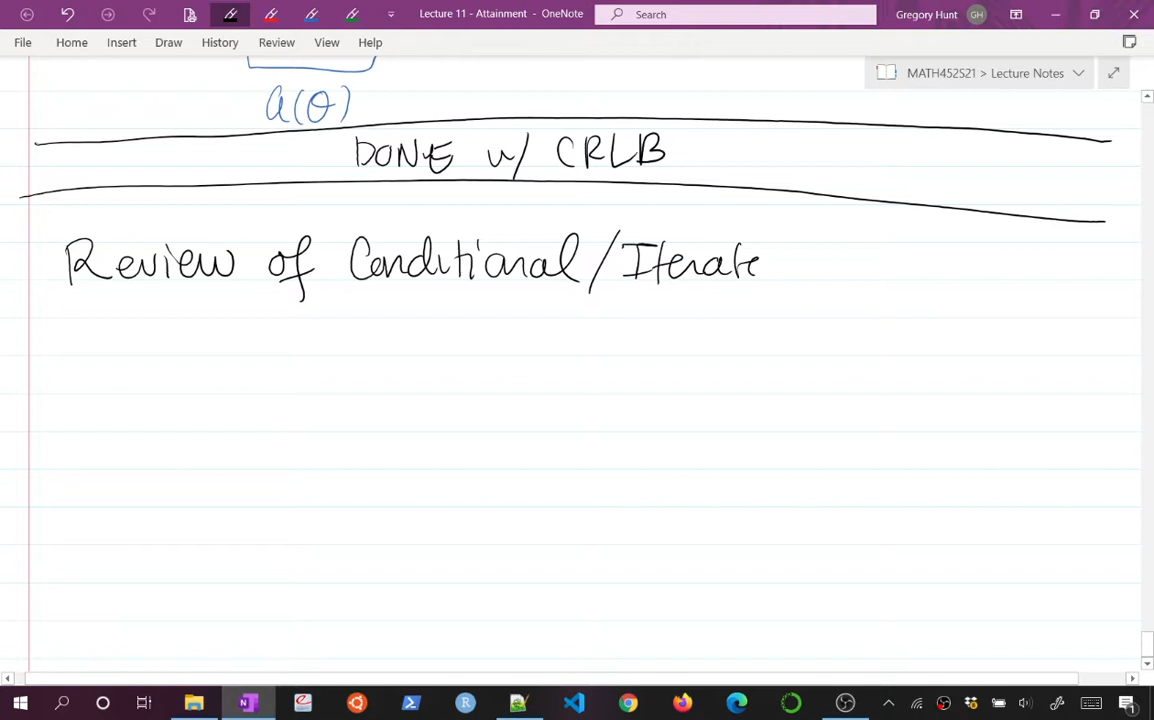 Lecture 11 - Attainment - OneNote
Search
Gregory Hunt
GH
File Home Insert Draw History Review View Help
MATH452S21 > Lecture Notes
a(θ)
DONE w/ CRLB
Review of Conditional/Iterate
R
1